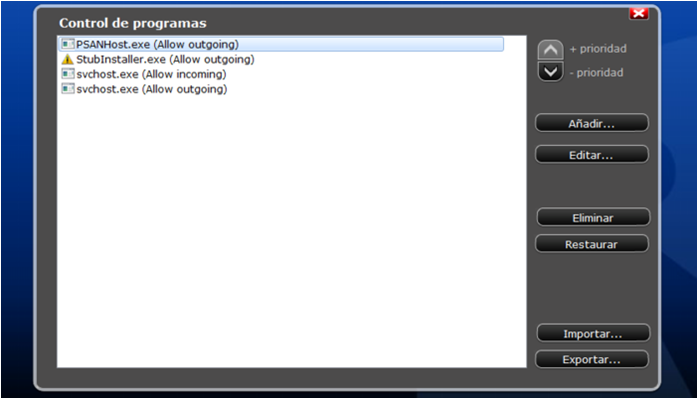 Control de programas
PSANHost.exe (Allow outgoing)
StubInstaller.exe (Allow outgoing)
svchost.exe (Allow incoming)
svchost.exe (Allow outgoing)
+ prioridad
- prioridad
Añadir...
Editar...
Eliminar
Restaurar
Importar...
Exportar...